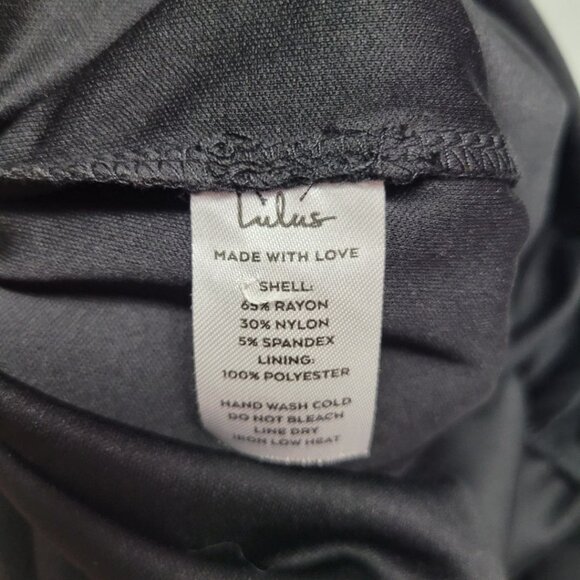 Lulus
MADE WITH LOVE
SHELL:
65% RAYON
30% NYLON
5% SPANDEX
LINING:
100% POLYESTER
HAND WASH COLD
DO NOT BLEACH
LINE DRY
IRON LOW HEAT